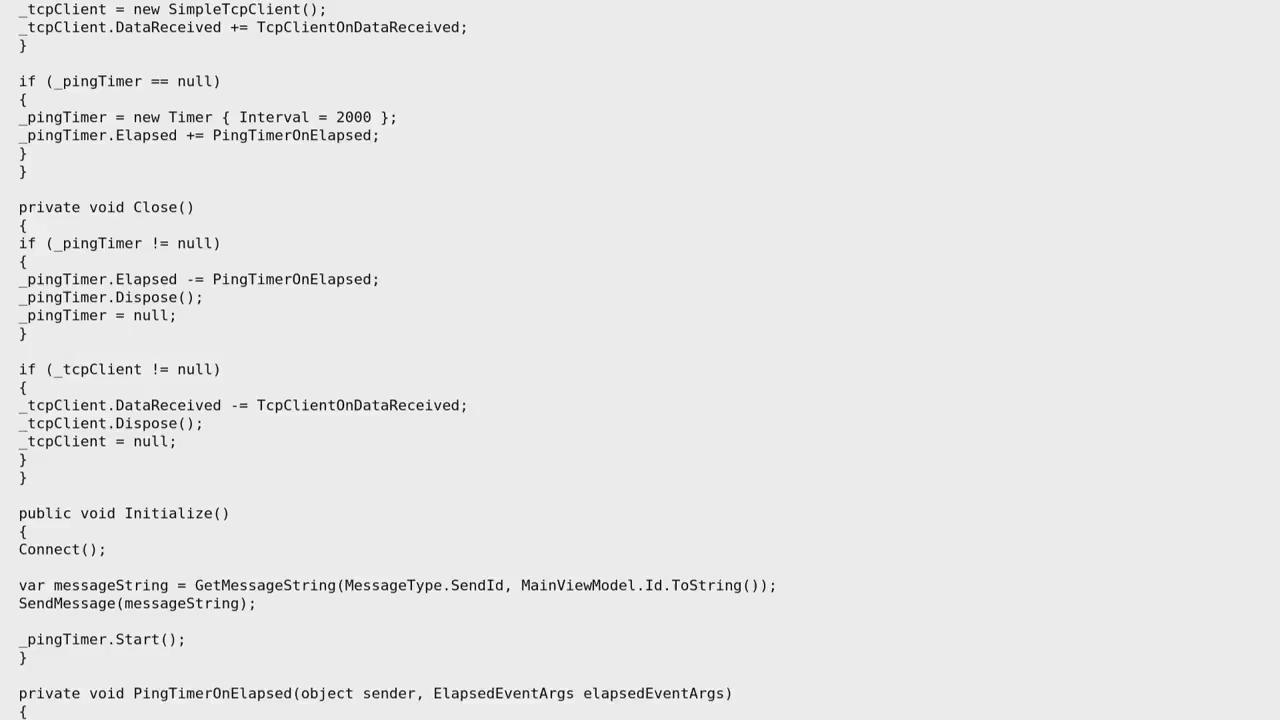 _tcpClient = new SimpleTcpClient();
_tcpClient.DataReceived += TcpClientOnDataReceived;
}

if (_pingTimer == null)
{
_pingTimer = new Timer { Interval = 2000 };
_pingTimer.Elapsed += PingTimerOnElapsed;
}
}

private void Close()
{
if (_pingTimer != null)
{
_pingTimer.Elapsed -= PingTimerOnElapsed;
_pingTimer.Dispose();
_pingTimer = null;
}

if (_tcpClient != null)
{
_tcpClient.DataReceived -= TcpClientOnDataReceived;
_tcpClient.Dispose();
_tcpClient = null;
}
}

public void Initialize()
{
Connect();

var messageString = GetMessageString(MessageType.SendId, MainViewModel.Id.ToString());
SendMessage(messageString);

_pingTimer.Start();
}

private void PingTimerOnElapsed(object sender, ElapsedEventArgs elapsedEventArgs)
{